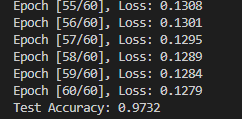 Epoch [55/60], Loss: 0.1308
Epoch [56/60], Loss: 0.1301
Epoch [57/60], Loss: 0.1295
Epoch [58/60], Loss: 0.1289
Epoch [59/60], Loss: 0.1284
Epoch [60/60], Loss: 0.1279
Test Accuracy: 0.9732